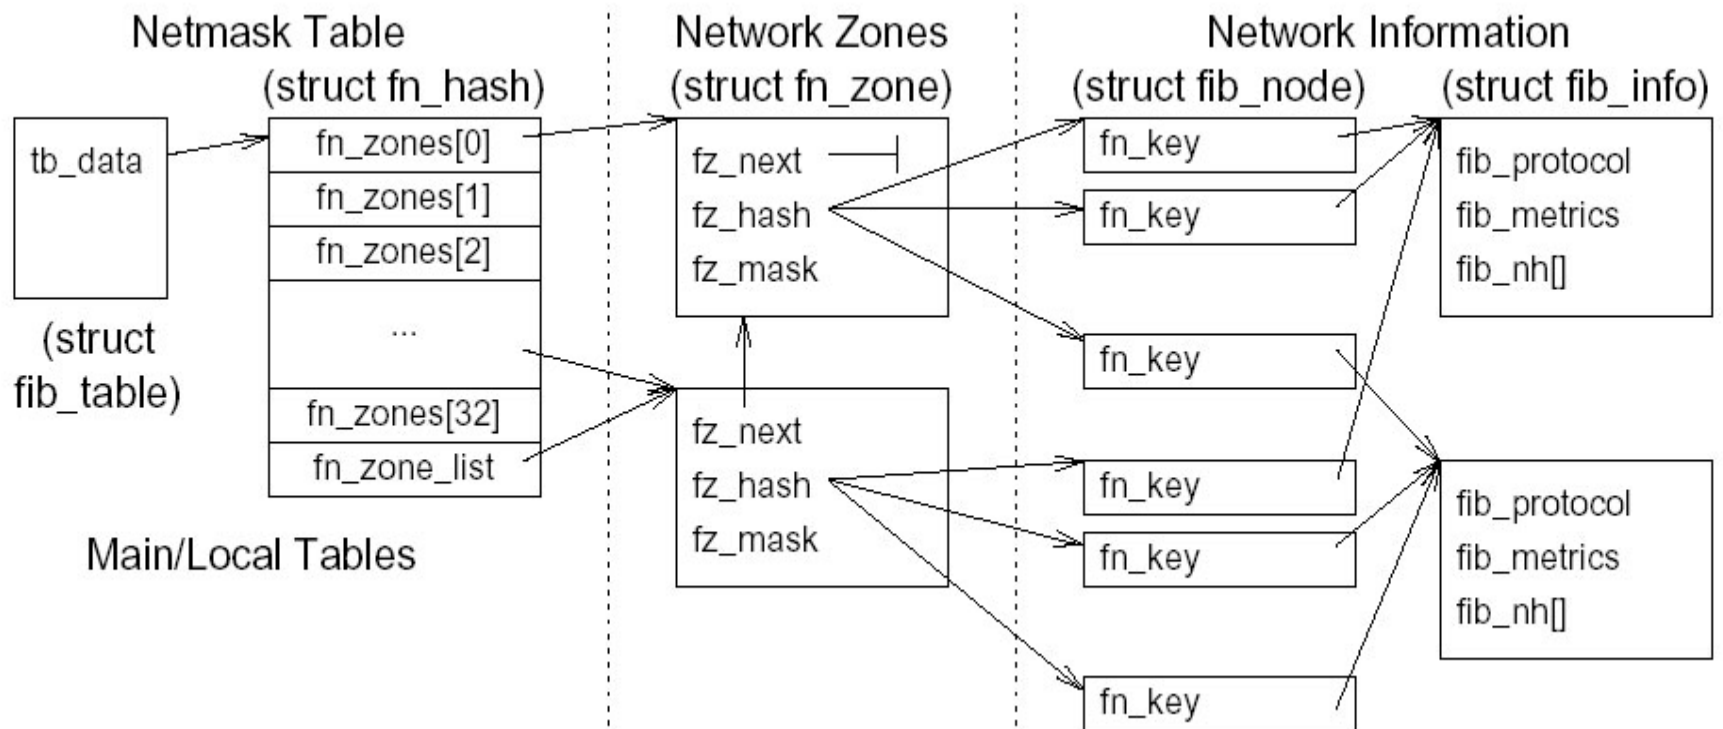 Netmask Table
(struct fn_hash)
tb_data
(struct
fib_table)
fn_zones[0]
fn_zones[1]
fn_zones[2]
...
fn_zones[32]
fn_zone_list
Main/Local Tables
Network Zones
(struct fn_zone)
fz_next
fz_hash
fz_mask
fz_next
fz_hash
fz_mask
Network Information
(struct fib_node)
fn_key
fn_key
fn_key
fn_key
fn_key
fn_key
(struct fib_info)
fib_protocol
fib_metrics
fib_nh[]
fib_protocol
fib_metrics
fib_nh[]